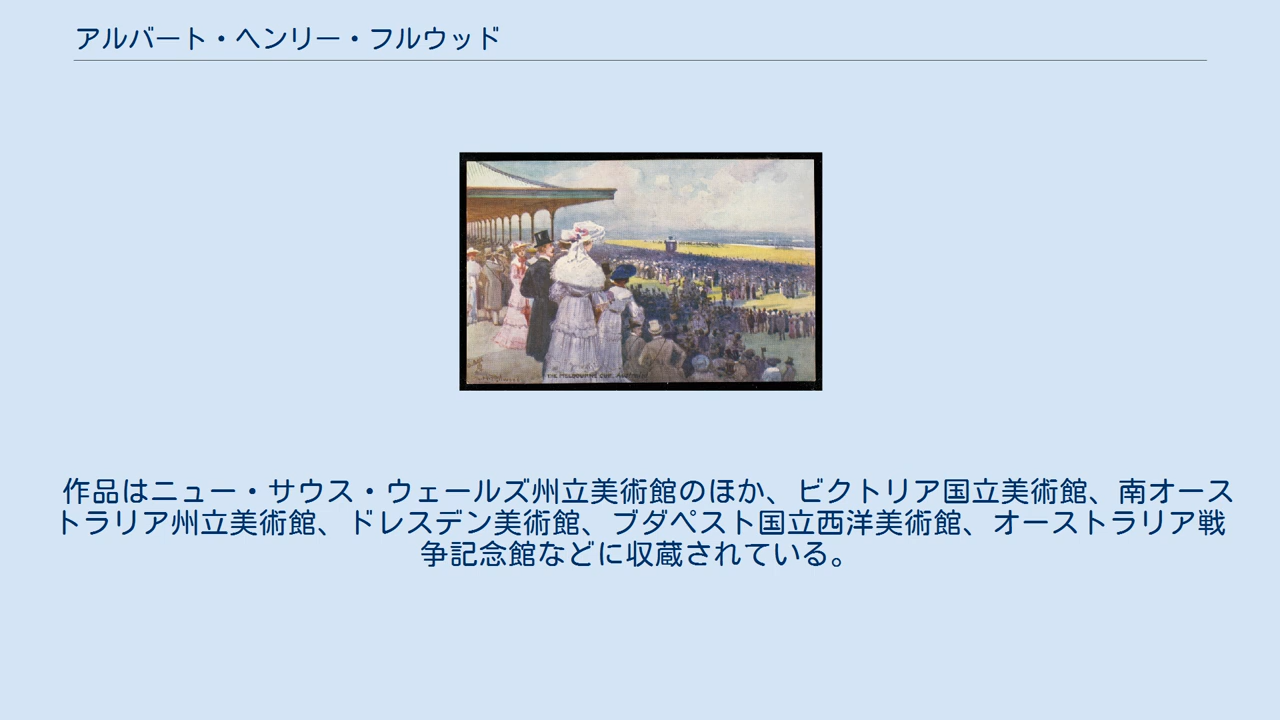 アルバート・ヘンリー・フルウッド
THE MELBOURNE CUP, AUSTRALIA
作品はニュー・サウス・ウェールズ州立美術館のほか、ビクトリア国立美術館、南オース
トラリア州立美術館、ドレスデン美術館、ブダペスト国立西洋美術館、オーストラリア戦
争記念館などに収蔵されている。